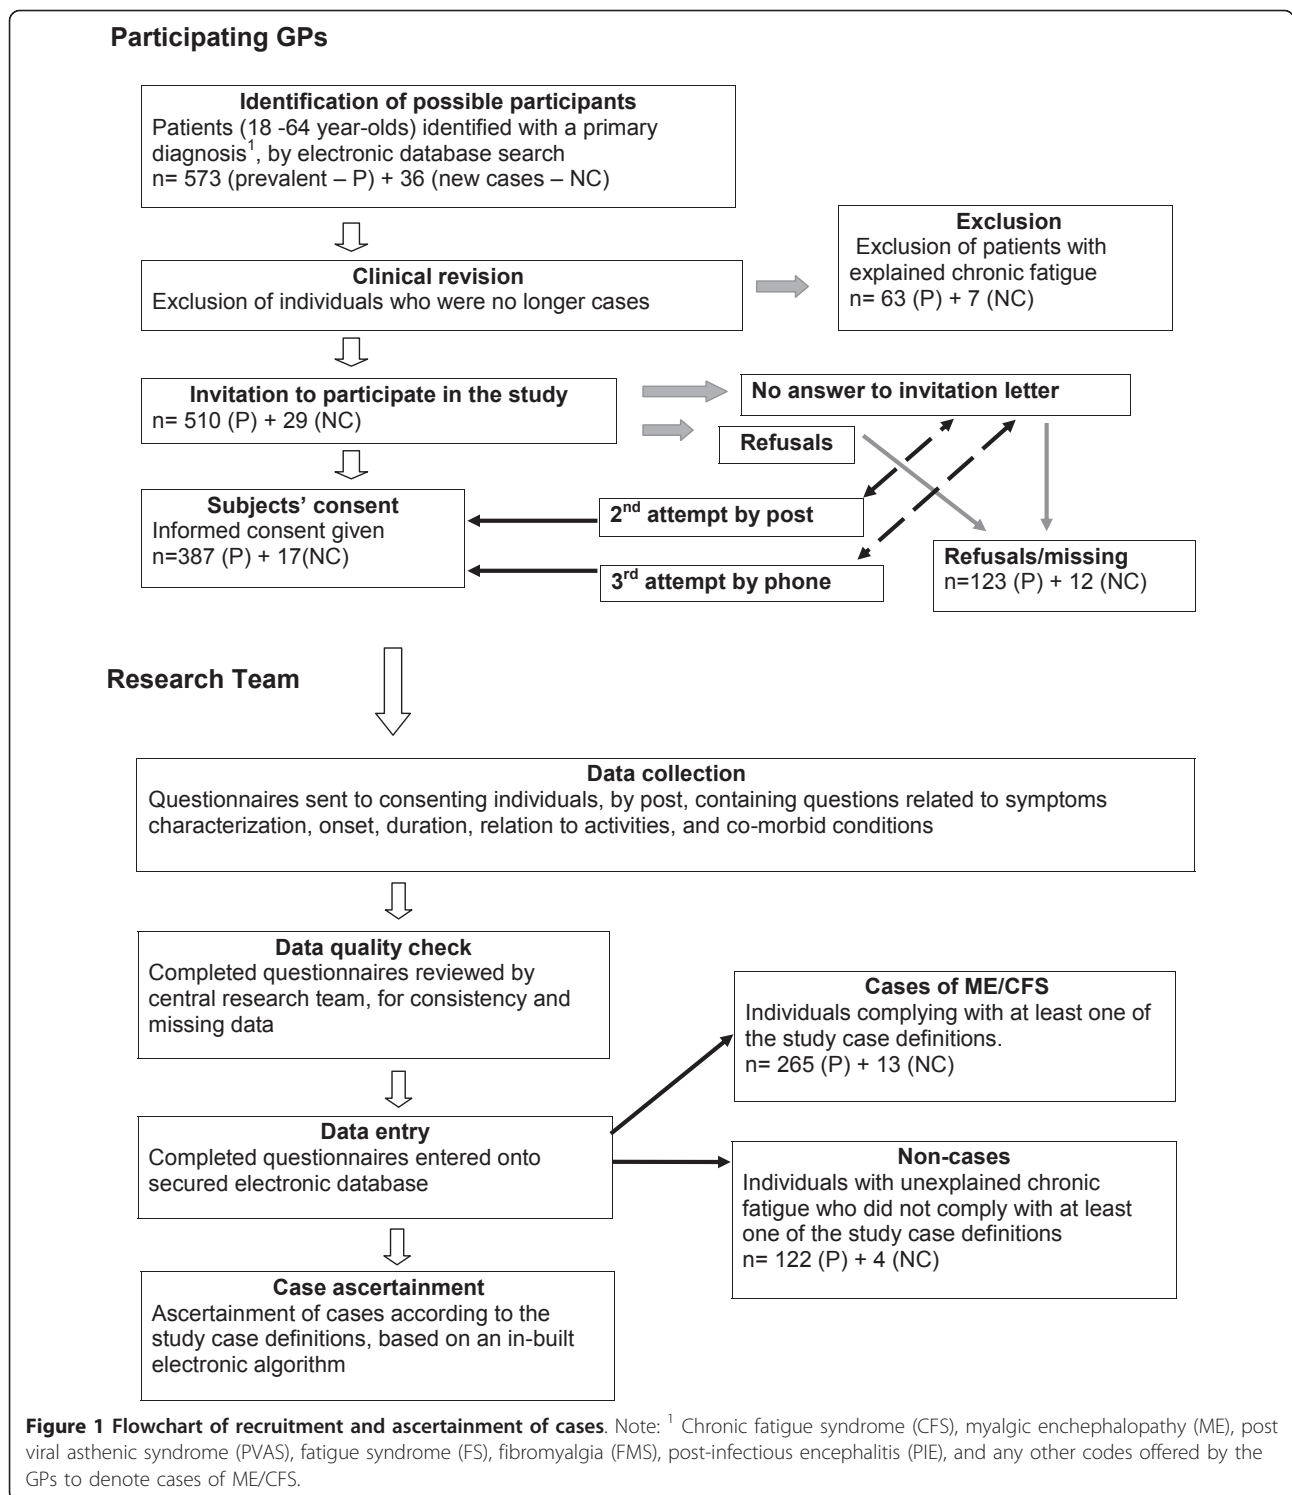 Participating GPs
Identification of possible participants
Patients (18 -64 year-olds) identified with a primary
diagnosis1, by electronic database search
n= 573 (prevalent – P) + 36 (new cases – NC)
Exclusion
Exclusion of patients with
explained chronic fatigue
n= 63 (P) + 7 (NC)
Clinical revision
Exclusion of individuals who were no longer cases
Invitation to participate in the study
n= 510 (P) + 29 (NC)
No answer to invitation letter
Refusals
Subjects’ consent
Informed consent given
n=387 (P) + 17(NC)
2nd attempt by post
3rd attempt by phone
Refusals/missing
n=123 (P) + 12 (NC)
Research Team
Data collection
Questionnaires sent to consenting individuals, by post, containing questions related to symptoms
characterization, onset, duration, relation to activities, and co-morbid conditions
Data quality check
Completed questionnaires reviewed by
central research team, for consistency and
missing data
Cases of ME/CFS
Individuals complying with at least one of
the study case definitions.
n= 265 (P) + 13 (NC)
Data entry
Completed questionnaires entered onto
secured electronic database
Non-cases
Individuals with unexplained chronic
fatigue who did not comply with at least
one of the study case definitions
n= 122 (P) + 4 (NC)
Case ascertainment
Ascertainment of cases according to the
study case definitions, based on an in-built
electronic algorithm
Figure 1 Flowchart of recruitment and ascertainment of cases. Note: 1 Chronic fatigue syndrome (CFS), myalgic enchephalopathy (ME), post
viral asthenic syndrome (PVAS), fatigue syndrome (FS), fibromyalgia (FMS), post-infectious encephalitis (PIE), and any other codes offered by the
GPs to denote cases of ME/CFS.